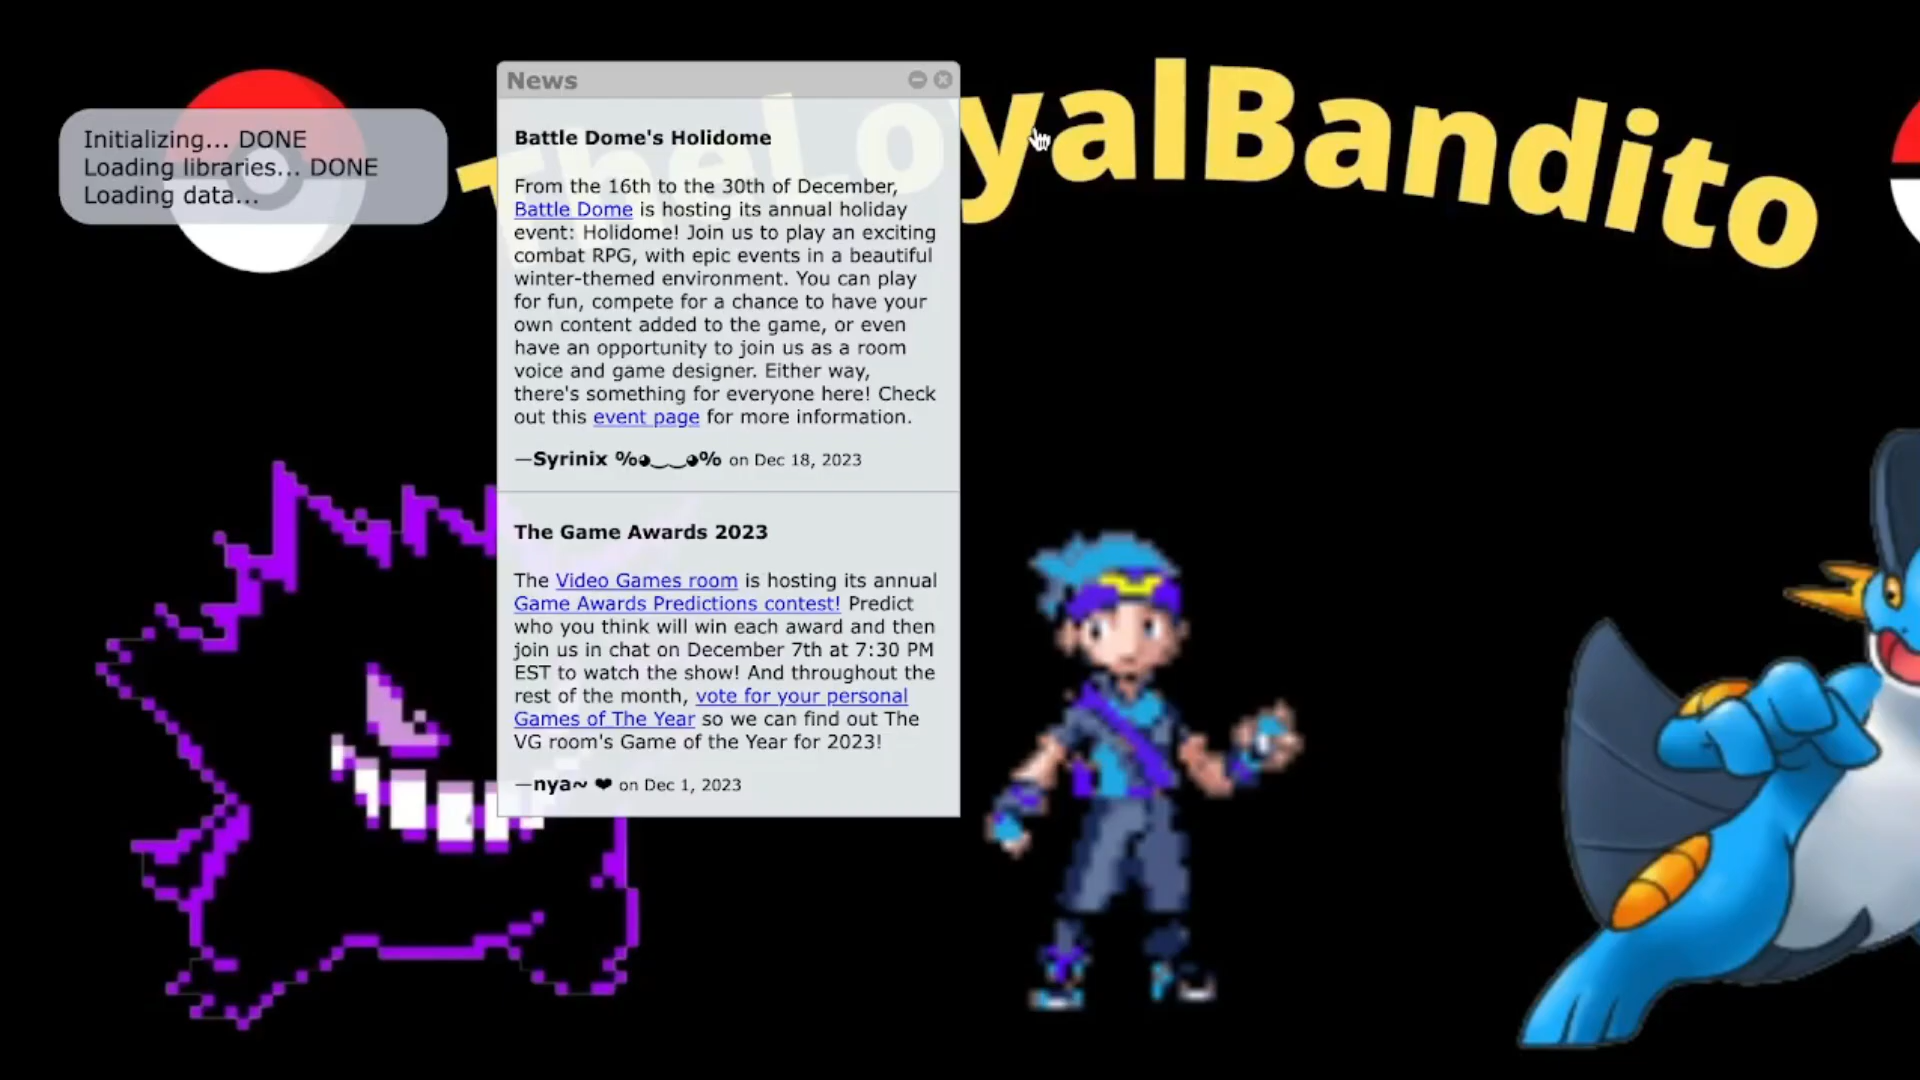 TheLoyalBandito
Initializing... DONE
Loading libraries... DONE
Loading data...
News
Battle Dome's Holidome
From the 16th to the 30th of December,
Battle Dome is hosting its annual holiday
event: Holidome! Join us to play an exciting
combat RPG, with epic events in a beautiful
winter-themed environment. You can play
for fun, compete for a chance to have your
own content added to the game, or even
have an opportunity to join us as a room
voice and game designer. Either way,
there's something for everyone here! Check
out this event page for more information.
—Syrinix %◕‿‿◕% on Dec 18, 2023
The Game Awards 2023
The Video Games room is hosting its annual
Game Awards Predictions contest! Predict
who you think will win each award and then
join us in chat on December 7th at 7:30 PM
EST to watch the show! And throughout the
rest of the month, vote for your personal
Games of The Year so we can find out The
VG room's Game of the Year for 2023!
—nya~ ❤ on Dec 1, 2023